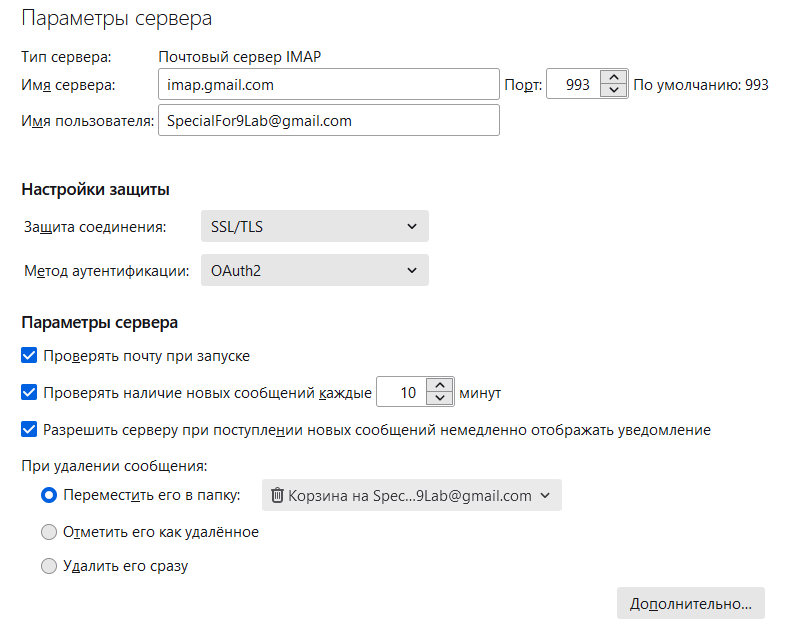 Параметры сервера
Тип сервера: Почтовый сервер IMAP
Имя сервера: imap.gmail.com Порт: 993 По умолчанию: 993
Имя пользователя: SpecialFor9Lab@gmail.com
Настройки защиты
Защита соединения: SSL/TLS
Метод аутентификации: OAuth2
Параметры сервера
Проверять почту при запуске
Проверять наличие новых сообщений каждые 10 минут
Разрешить серверу при поступлении новых сообщений немедленно отображать уведомление
При удалении сообщения:
Переместить его в папку: Корзина на Spec...9Lab@gmail.com
Отметить его как удалённое
Удалить его сразу
Дополнительно...